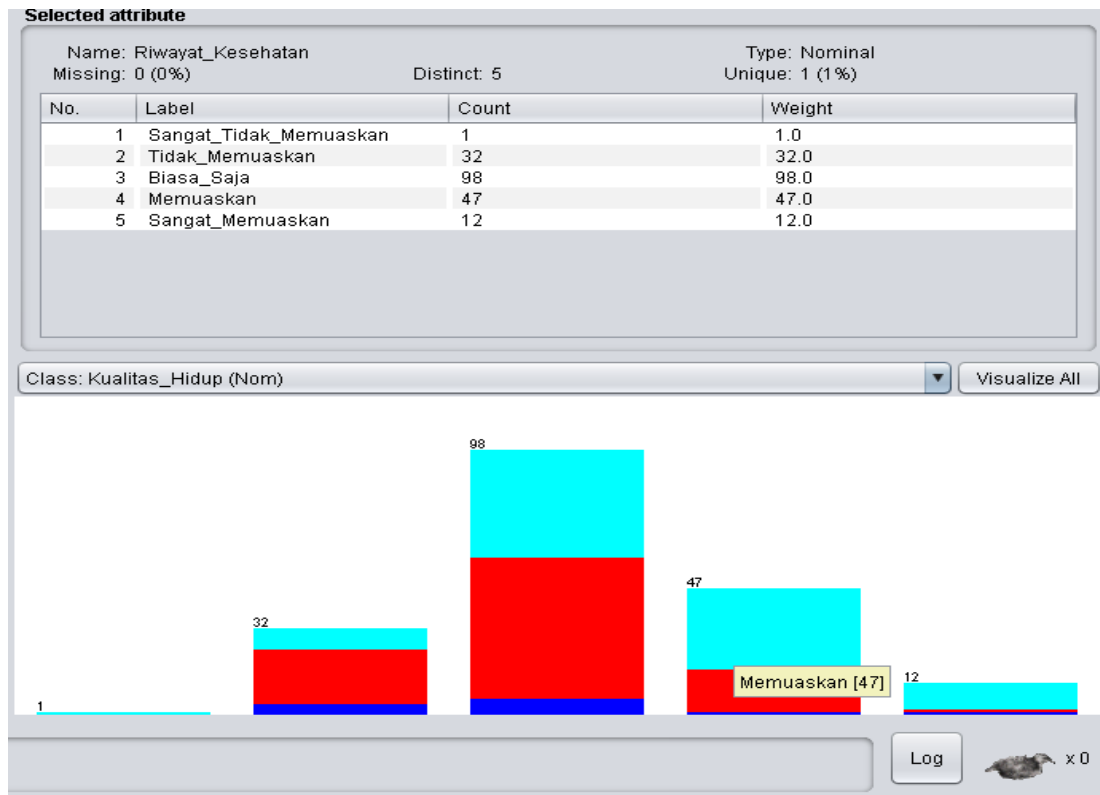 Selected attribute
Name: Riwayat_Kesehatan Type: Nominal
Missing: 0 (0%) Distinct: 5 Unique: 1 (1%)
No. Label Count Weight
1 Sangat_Tidak_Memuaskan 1 1.0
2 Tidak_Memuaskan 32 32.0
3 Biasa_Saja 98 98.0
4 Memuaskan 47 47.0
5 Sangat_Memuaskan 12 12.0
Class: Kualitas_Hidup (Nom) Visualize All
98
47
32
Memuaskan [47]
12
1
Log x 0